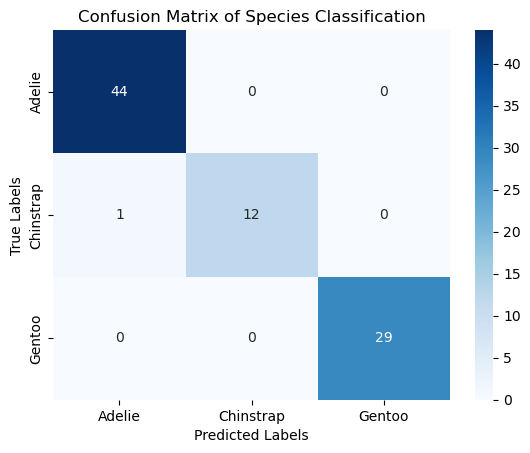 Confusion Matrix of Species Classification
True Labels
Adelie
44 0 0
Chinstrap
1 12 0
Gentoo
0 0 29
Adelie Chinstrap Gentoo
Predicted Labels
40
35
30
25
20
15
10
5
0